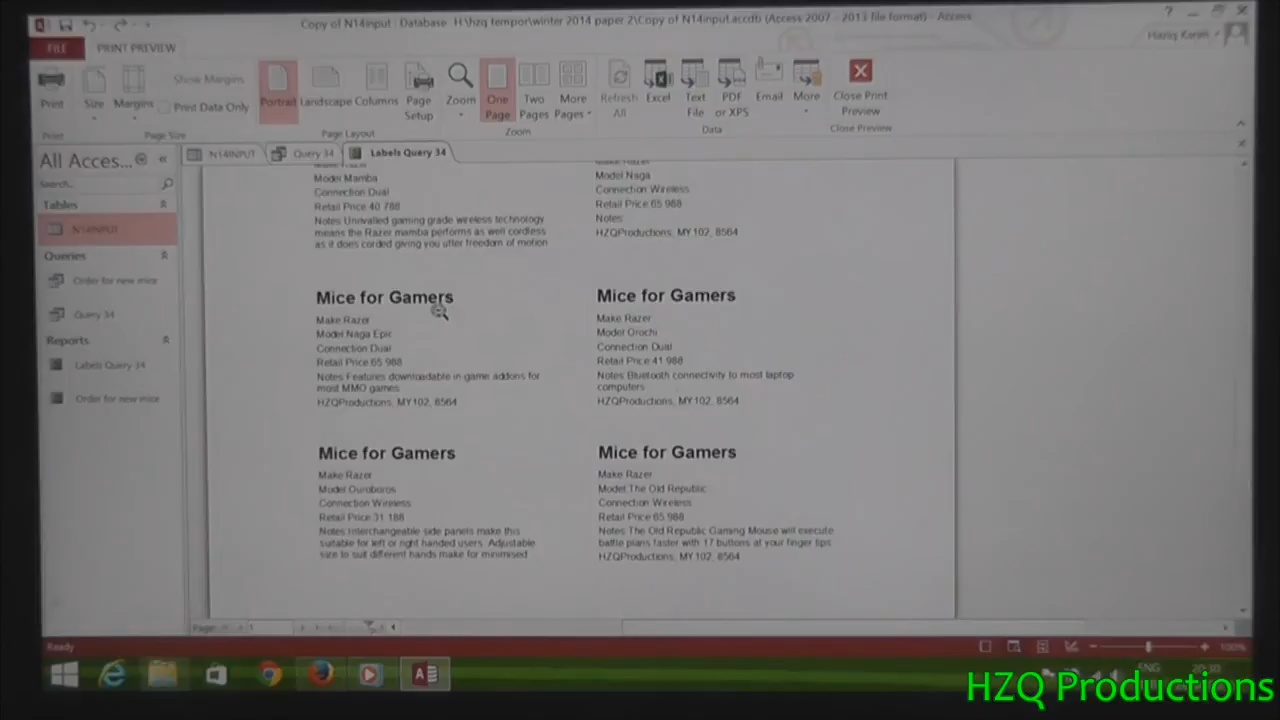 Copy of N14input : Database- H:\hzq tempor\winter 2014 paper 2\Copy of N14input.accdb (Access 2007 - 2013 file format) - Access
FILE PRINT PREVIEW
Haziq Karim
Print Size Margins Show Margins Print Data Only Portrait Landscape Columns Page Setup Zoom One Page Two Pages More Pages Refresh All Excel Text File PDF or XPS Email More Close Print Preview
Print Page Size Page Layout Zoom Data Close Preview
All Acces...
Search...
Tables
N14INPUT
Queries
Order for new mice
Query 34
Reports
Labels Query 34
Order for new mice
N14INPUT Query 34 Labels Query 34
Model Mamba
Connection Dual
Retail Price 40.788
Notes Unrivalled gaming grade wireless technology
means the Razer mamba performs as well cordless
as it does corded giving you utter freedom of motion
Make Razer
Model Naga
Connection Wireless
Retail Price 65.988
Notes
HZQProductions, MY102, 8564
Mice for Gamers
Make Razer
Model Naga Epic
Connection Dual
Retail Price 65.988
Notes Features downloadable in game addons for
most MMO games
HZQProductions, MY102, 8564
Mice for Gamers
Make Razer
Model Orochi
Connection Dual
Retail Price 41.988
Notes Bluetooth connectivity to most laptop
computers
HZQProductions, MY102, 8564
Mice for Gamers
Make Razer
Model Ouroboros
Connection Wireless
Retail Price 31.188
Notes Interchangeable side panels make this
suitable for left or right handed users. Adjustable
size to suit different hands make for minimised
Mice for Gamers
Make Razer
Model The Old Republic
Connection Wireless
Retail Price 65.988
Notes The Old Republic Gaming Mouse will execute
battle plans faster with 17 buttons at your finger tips
HZQProductions, MY102, 8564
Page: 1
Ready
100%
ENG 20:30
HZQ Productions